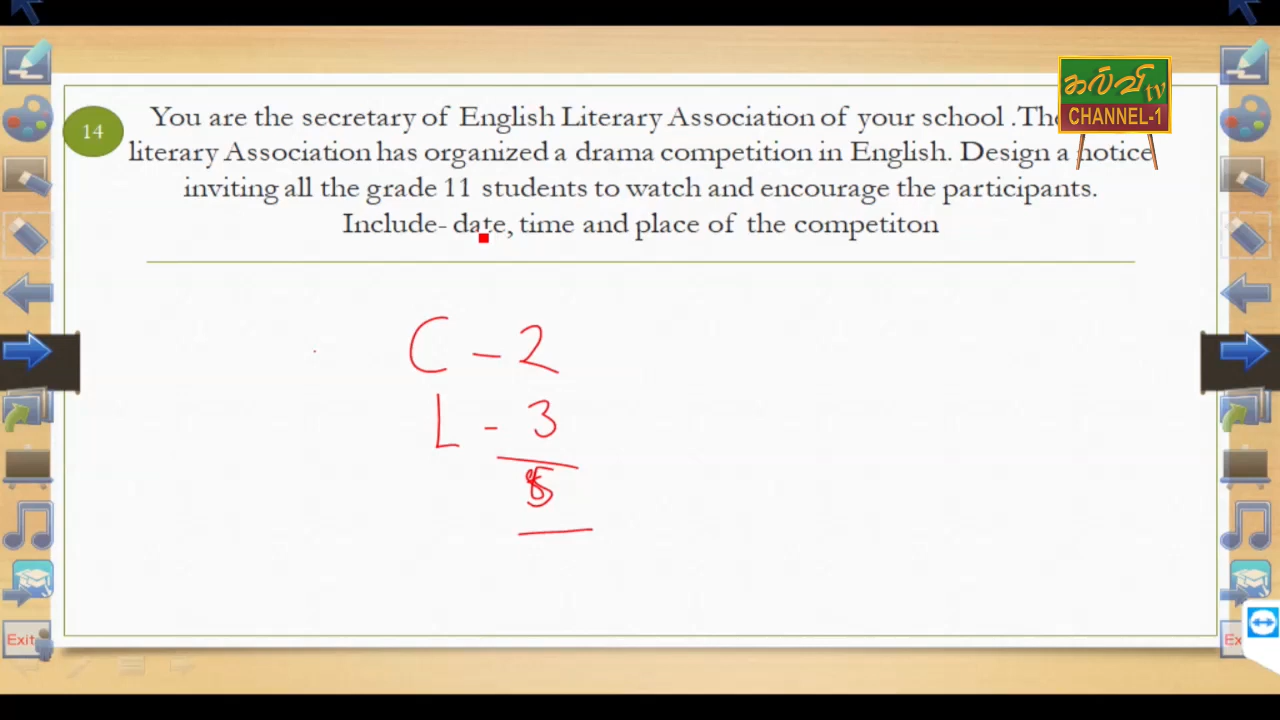 கல்வி tv
CHANNEL-1
14
You are the secretary of English Literary Association of your school .The
literary Association has organized a drama competition in English. Design a notice
inviting all the grade 11 students to watch and encourage the participants.
Include- date, time and place of the competiton
C - 2
L - 3
5
Exit
Ex